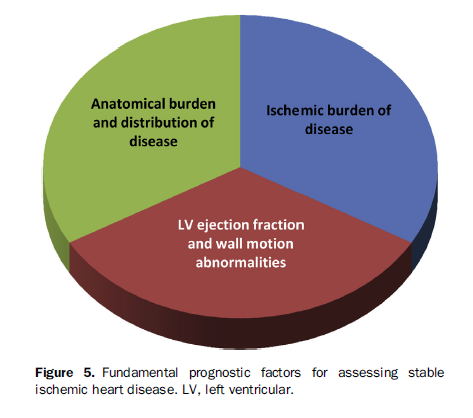 Anatomical burden
and distribution of
disease
Ischemic burden of
disease
LV ejection fraction
and wall motion
abnormalities
Figure 5. Fundamental prognostic factors for assessing stable
ischemic heart disease. LV, left ventricular.